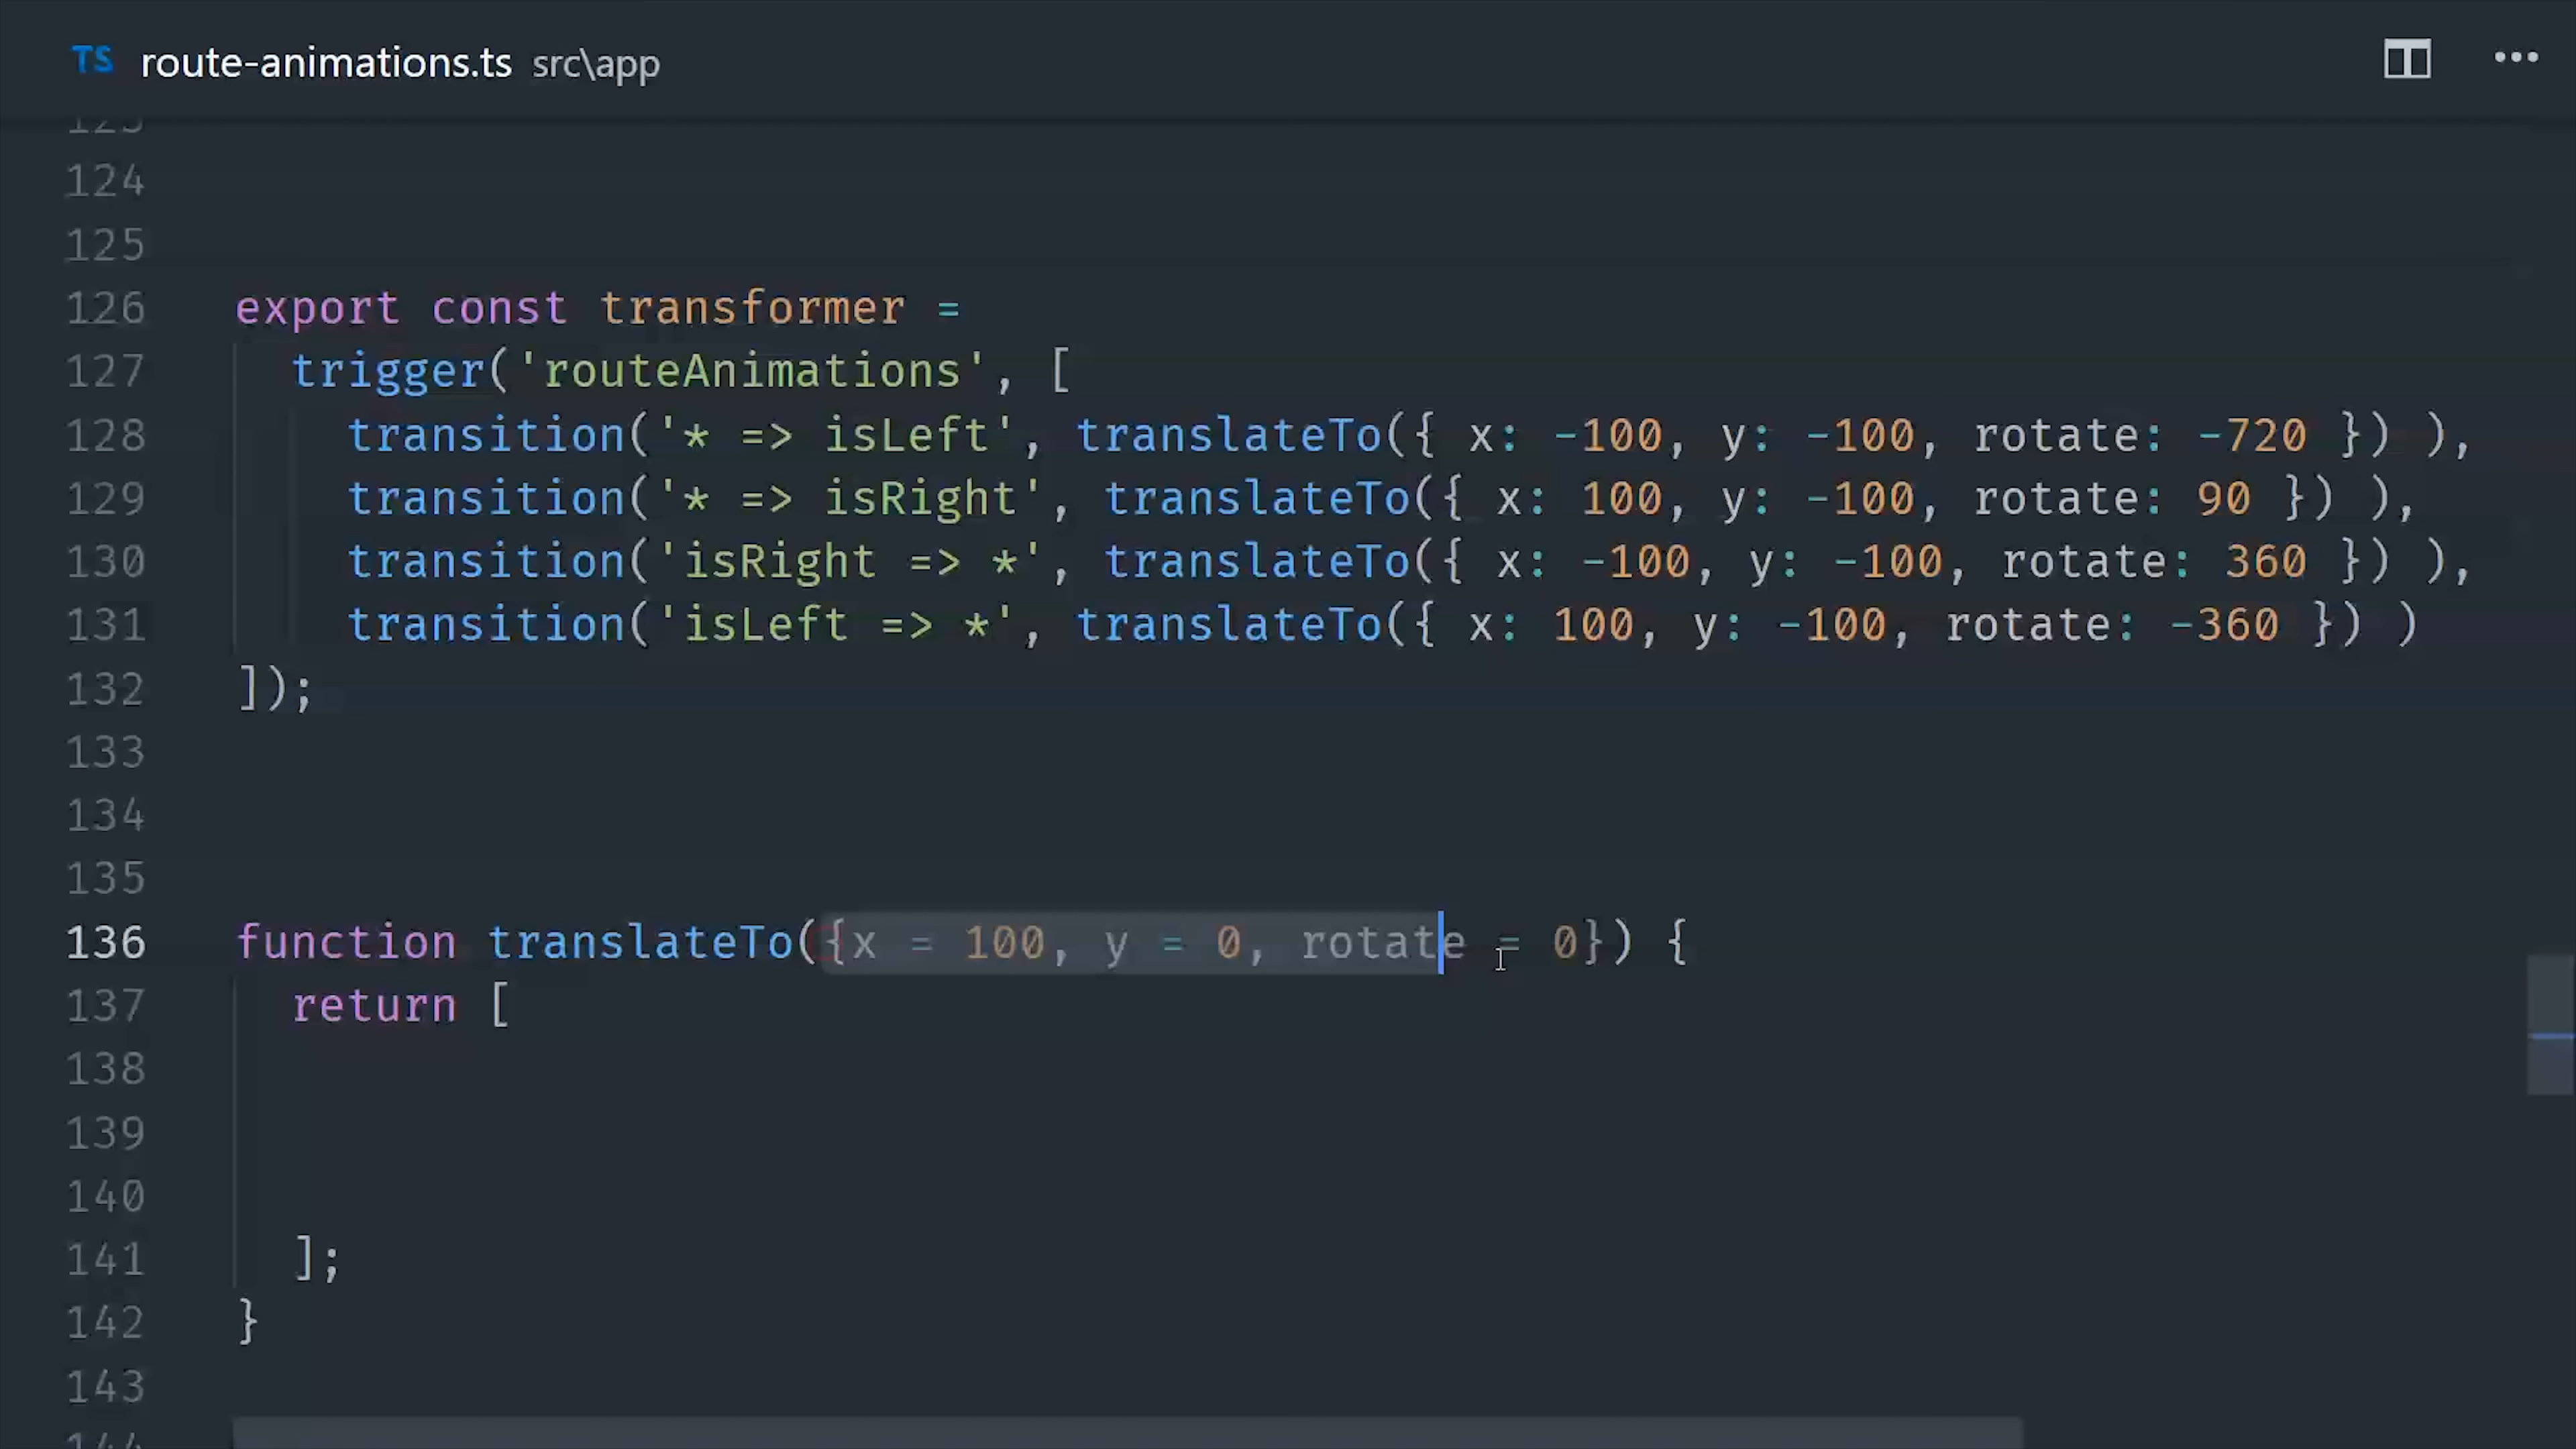 TS route-animations.ts src\app
123
124
125
126 export const transformer =
127 trigger('routeAnimations', [
128 transition('* => isLeft', translateTo({ x: -100, y: -100, rotate: -720 }) ),
129 transition('* => isRight', translateTo({ x: 100, y: -100, rotate: 90 }) ),
130 transition('isRight => *', translateTo({ x: -100, y: -100, rotate: 360 }) ),
131 transition('isLeft => *', translateTo({ x: 100, y: -100, rotate: -360 }) )
132 ]);
133
134
135
136 function translateTo({x = 100, y = 0, rotate = 0}) {
137 return [
138
139
140
141 ];
142 }
143
144